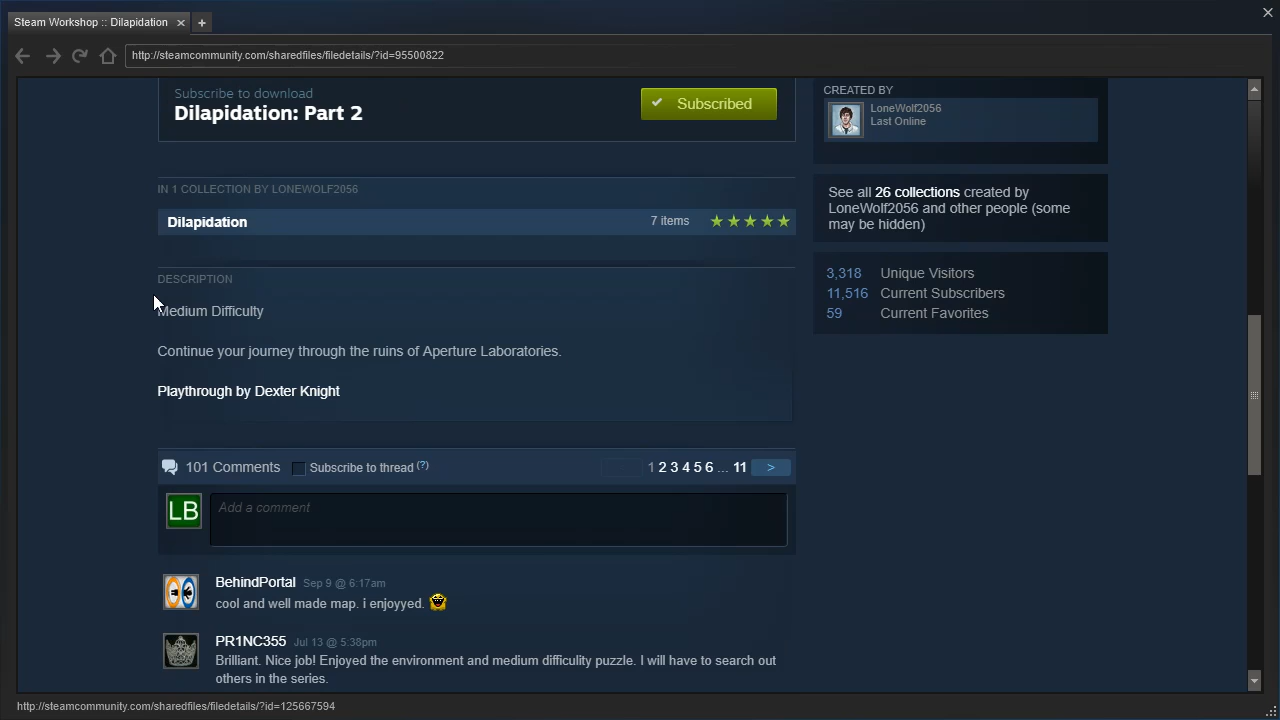 Steam Workshop :: Dilapidation
http://steamcommunity.com/sharedfiles/filedetails/?id=95500822
Subscribe to download
Dilapidation: Part 2
Subscribed
CREATED BY
LoneWolf2056
Last Online
IN 1 COLLECTION BY LONEWOLF2056
Dilapidation
7 items
See all 26 collections created by
LoneWolf2056 and other people (some
may be hidden)
3,318 Unique Visitors
11,516 Current Subscribers
59 Current Favorites
DESCRIPTION
Medium Difficulty
Continue your journey through the ruins of Aperture Laboratories.
Playthrough by Dexter Knight
101 Comments
Subscribe to thread (?)
1 2 3 4 5 6 ... 11 >
LB
Add a comment
BehindPortal Sep 9 @ 6:17am
cool and well made map. i enjoyyed.
PR1NC355 Jul 13 @ 5:38pm
Brilliant. Nice job! Enjoyed the environment and medium difficulity puzzle. I will have to search out
others in the series.
http://steamcommunity.com/sharedfiles/filedetails/?id=125667594